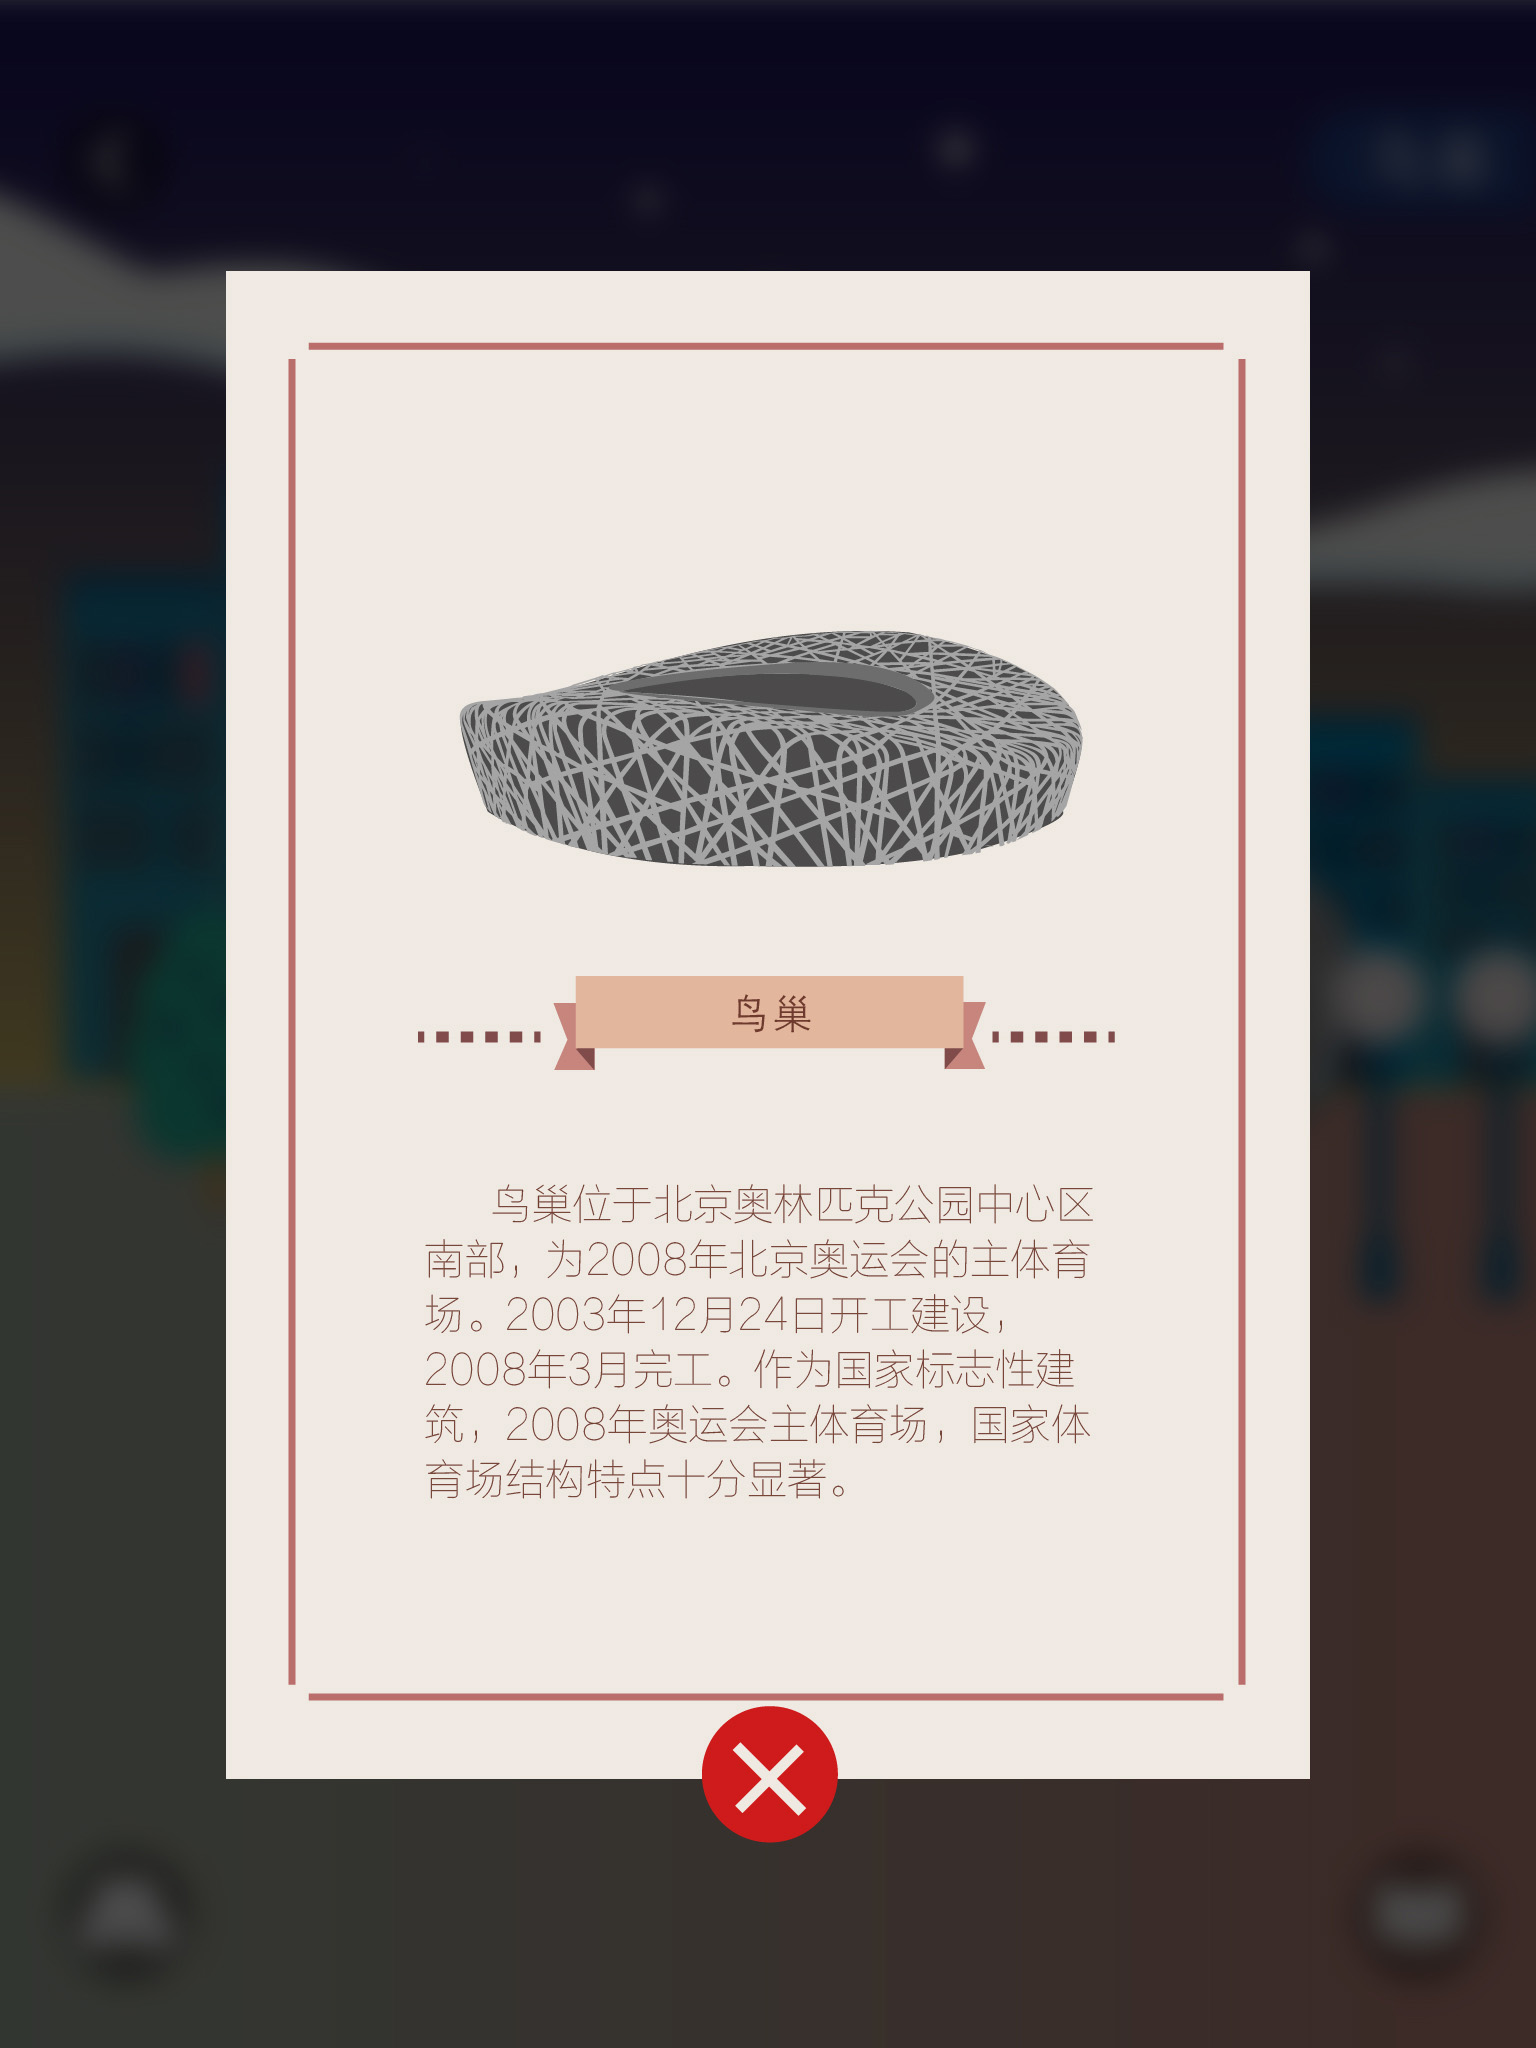 鸟巢
鸟巢位于北京奥林匹克公园中心区
南部，为2008年北京奥运会的主体育
场。2003年12月24日开工建设，
2008年3月完工。作为国家标志性建
筑，2008年奥运会主体育场，国家体
育场结构特点十分显著。